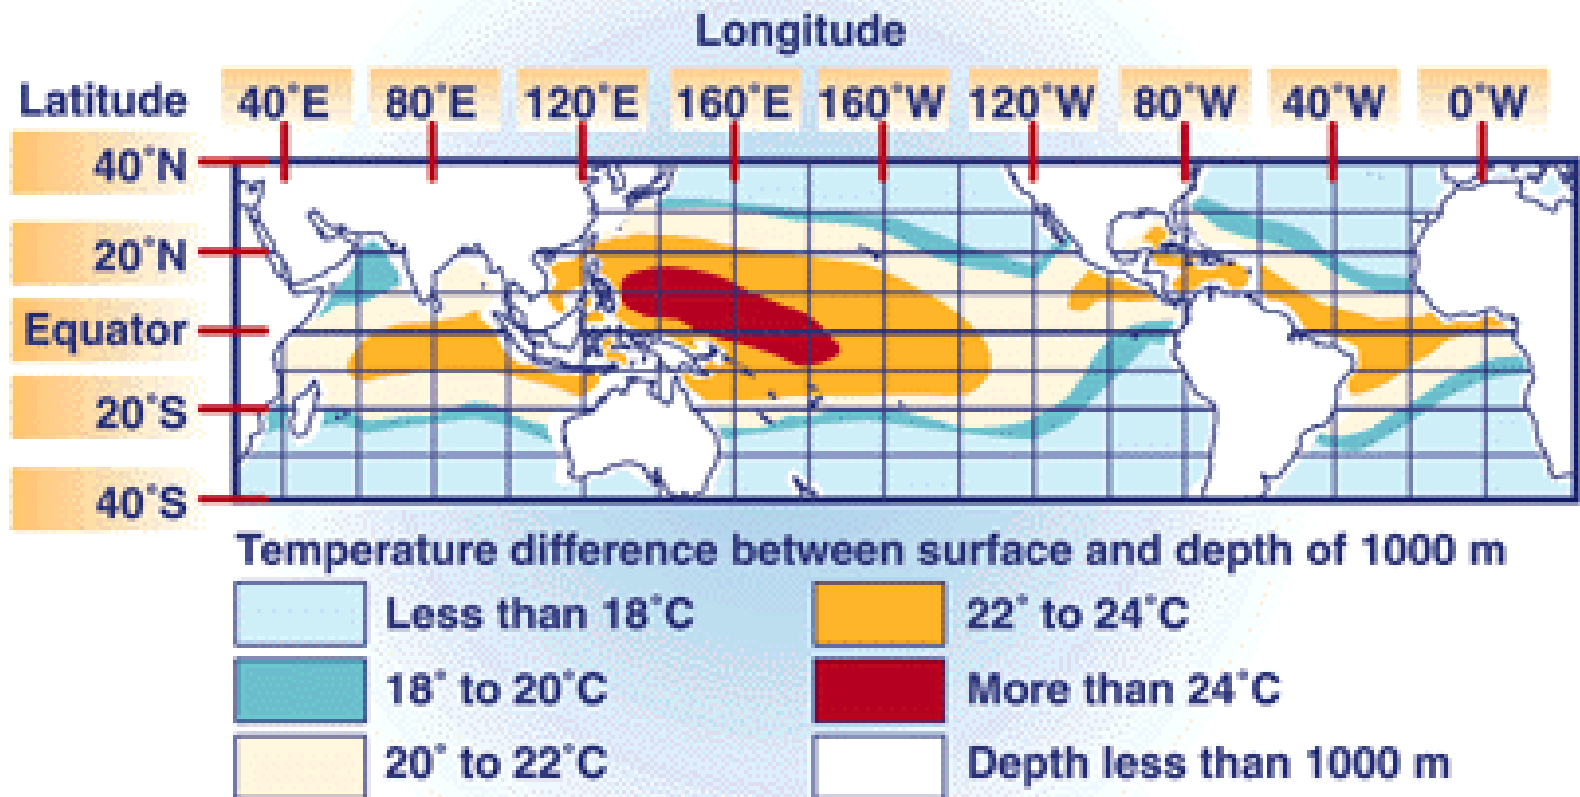 Longitude
Latitude 40°E 80°E 120°E 160°E 160°W 120°W 80°W 40°W 0°W
40°N
20°N
Equator
20°S
40°S
Temperature difference between surface and depth of 1000 m
Less than 18°C 22° to 24°C
18° to 20°C More than 24°C
20° to 22°C Depth less than 1000 m